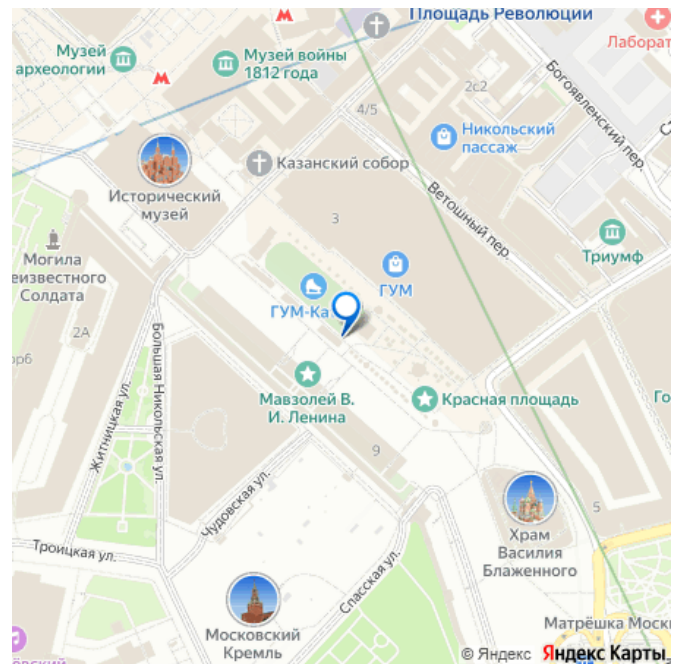 Площадь Революции
Музей
археологии
Музей войны
1812 года
Лаборат
4/5
2с2
Богоявленский пер.
Никольский
пассаж
Казанский собор
Исторический
музей
3
Ветошный пер.
Могила
еизвестного
Солдата
Триумф
ГУМ
ГУМ-Ка
2А
орб
Большая Никольская ул.
Житницкая ул.
Мавзолей В.
И. Ленина
Красная площадь
Го
9
Чудовская ул.
5
Храм
Василия
Блаженного
Троицкая ул.
Спасская ул.
Московский
Кремль
Матрёшка Моск
© Яндекс Яндекс Карты